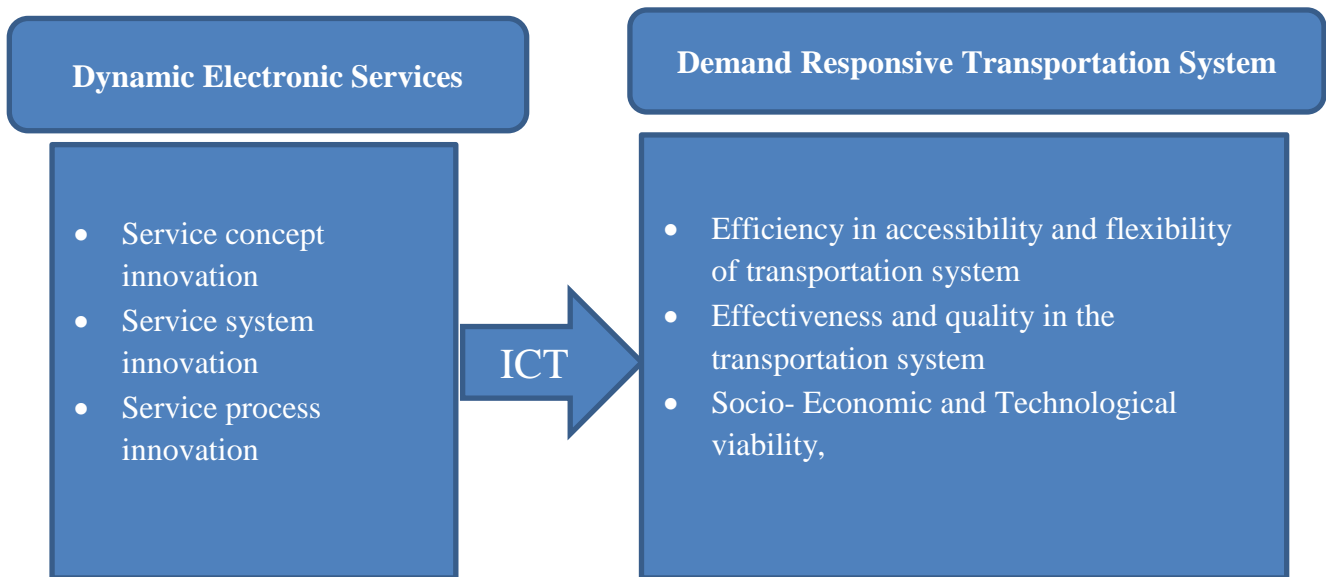 Dynamic Electronic Services
Demand Responsive Transportation System
• Service concept
innovation
• Service system
innovation
• Service process
innovation
ICT
• Efficiency in accessibility and flexibility
of transportation system
• Effectiveness and quality in the
transportation system
• Socio- Economic and Technological
viability,